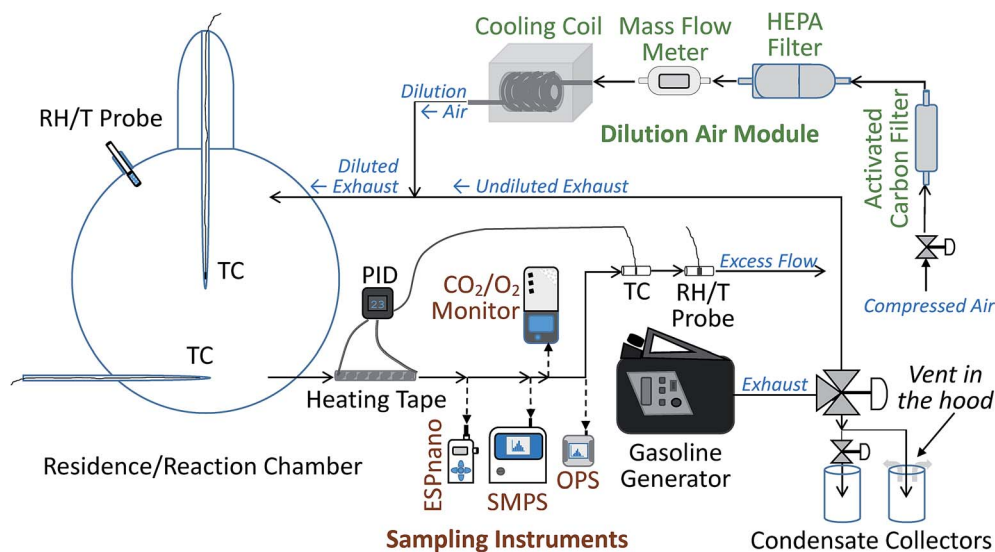 Cooling Coil
Mass Flow
Meter
HEPA
Filter
Dilution
← Air
Dilution Air Module
Activated
Carbon Filter
RH/T Probe
Diluted
← Exhaust
← Undiluted Exhaust
Compressed Air
TC
PID
23
CO₂/O₂
Monitor
TC
RH/T
Probe
Excess Flow
TC
Heating Tape
Exhaust
Vent in
the hood
Residence/Reaction Chamber
ESPnano
SMPS
OPS
Gasoline
Generator
Sampling Instruments
Condensate Collectors